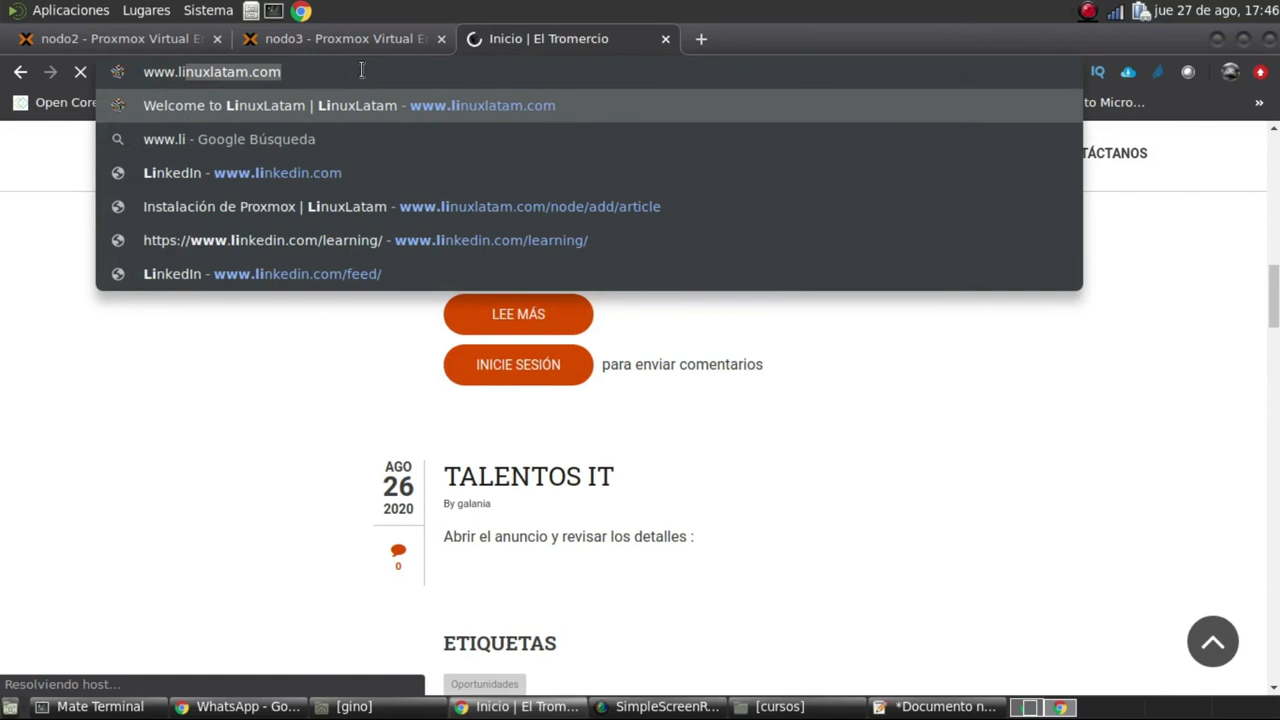 Aplicaciones Lugares Sistema jue 27 de ago, 17:46
nodo2 - Proxmox Virtual E nodo3 - Proxmox Virtual E Inicio | El Tromercio
www.linuxlatam.com IQ
Open Core to Micro... »
Welcome to LinuxLatam | LinuxLatam - www.linuxlatam.com
www.li - Google Búsqueda
TÁCTANOS
LinkedIn - www.linkedin.com
Instalación de Proxmox | LinuxLatam - www.linuxlatam.com/node/add/article
https://www.linkedin.com/learning/ - www.linkedin.com/learning/
LinkedIn - www.linkedin.com/feed/
LEE MÁS
INICIE SESIÓN para enviar comentarios
AGO
26
2020
0
TALENTOS IT
By galania
Abrir el anuncio y revisar los detalles :
ETIQUETAS
Oportunidades
Resolviendo host...
Mate Terminal WhatsApp - Go... [gino] Inicio | El Trom... SimpleScreenR... [cursos] *Documento n...